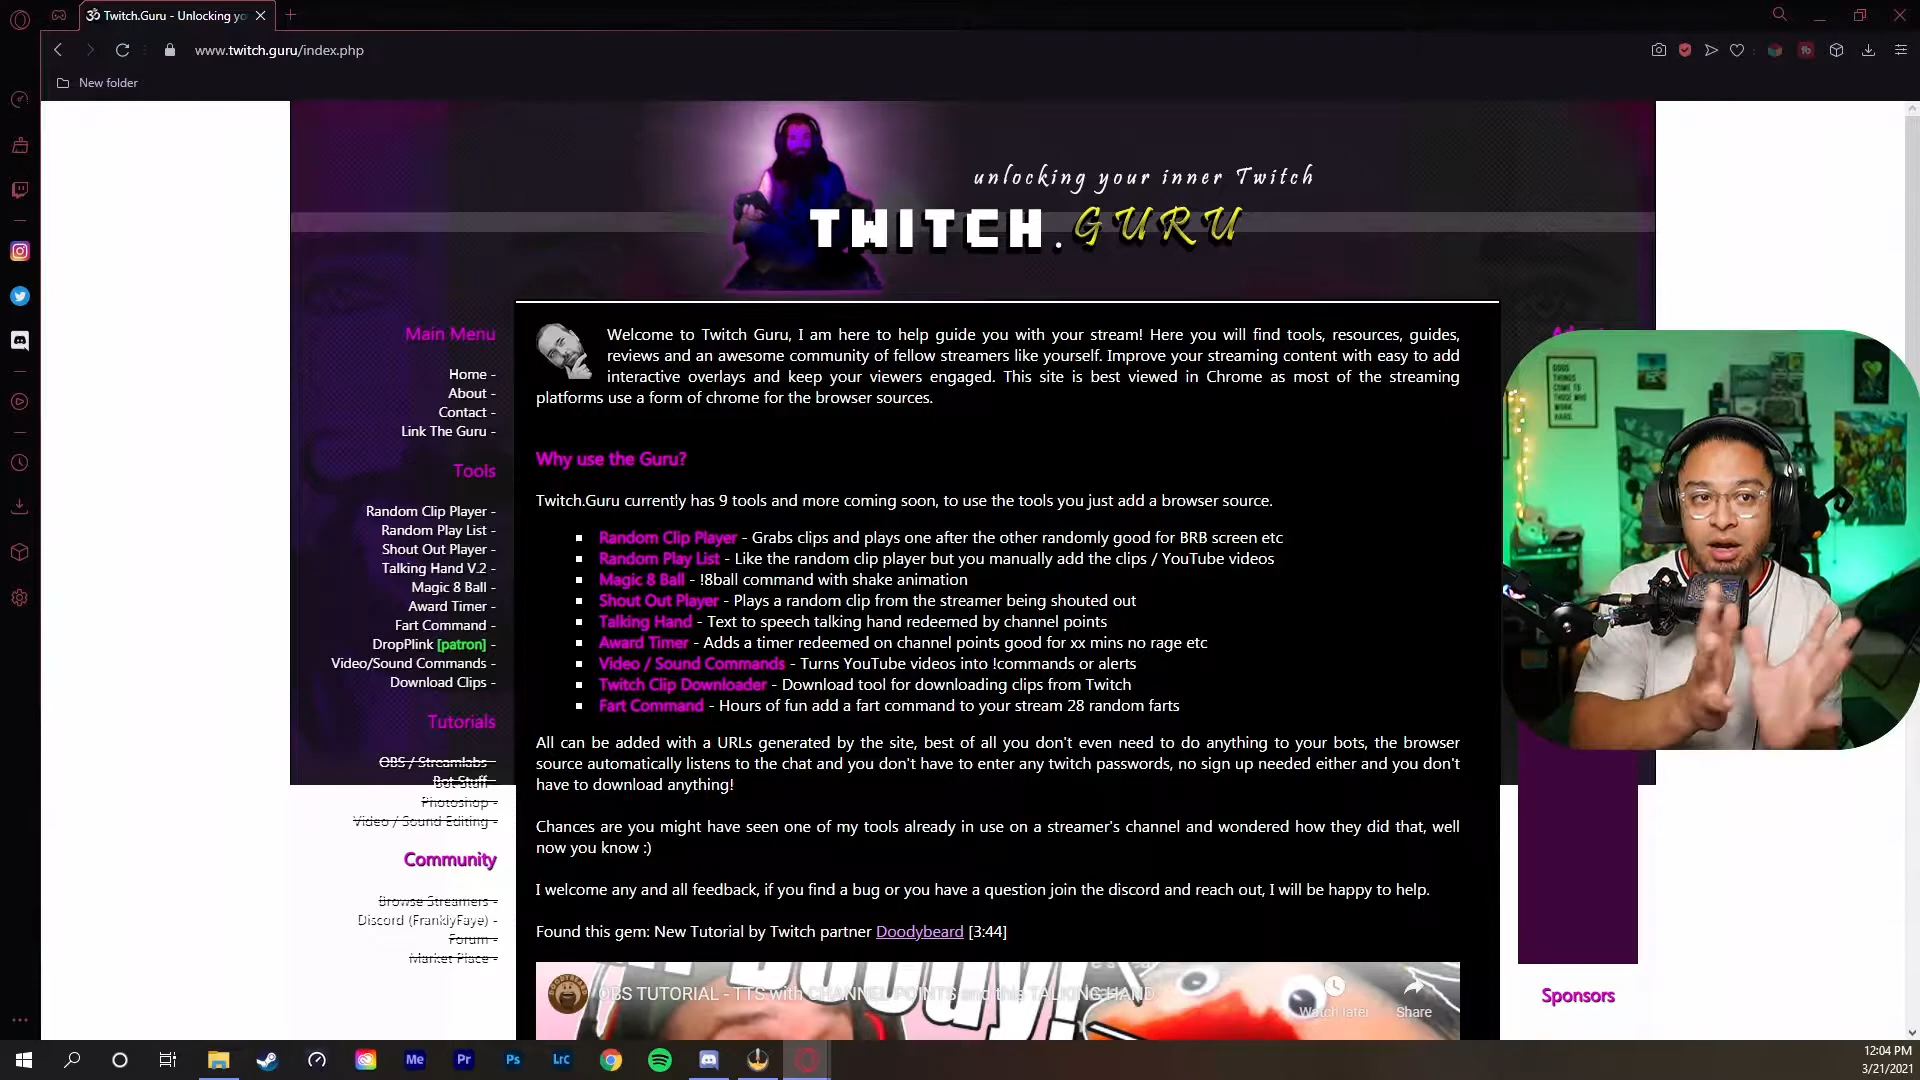 Twitch.Guru - Unlocking yo
www.twitch.guru/index.php
New folder
unlocking your inner Twitch
TWITCH.GURU
Main Menu
Home -
About -
Contact -
Link The Guru -
Tools
Random Clip Player -
Random Play List -
Shout Out Player -
Talking Hand V.2 -
Magic 8 Ball -
Award Timer -
Fart Command -
DropPlink [patron] -
Video/Sound Commands -
Download Clips -
Tutorials
OBS / Streamlabs -
Bot Stuff -
Photoshop -
Video / Sound Editing -
Community
Browse Streamers -
Discord (FranklyFaye) -
Forum -
Market Place -
Welcome to Twitch Guru, I am here to help guide you with your stream! Here you will find tools, resources, guides,
reviews and an awesome community of fellow streamers like yourself. Improve your streaming content with easy to add
interactive overlays and keep your viewers engaged. This site is best viewed in Chrome as most of the streaming
platforms use a form of chrome for the browser sources.
Why use the Guru?
Twitch.Guru currently has 9 tools and more coming soon, to use the tools you just add a browser source.
Random Clip Player - Grabs clips and plays one after the other randomly good for BRB screen etc
Random Play List - Like the random clip player but you manually add the clips / YouTube videos
Magic 8 Ball - !8ball command with shake animation
Shout Out Player - Plays a random clip from the streamer being shouted out
Talking Hand - Text to speech talking hand redeemed by channel points
Award Timer - Adds a timer redeemed on channel points good for xx mins no rage etc
Video / Sound Commands - Turns YouTube videos into !commands or alerts
Twitch Clip Downloader - Download tool for downloading clips from Twitch
Fart Command - Hours of fun add a fart command to your stream 28 random farts
All can be added with a URLs generated by the site, best of all you don't even need to do anything to your bots, the browser
source automatically listens to the chat and you don't have to enter any twitch passwords, no sign up needed either and you don't
have to download anything!
Chances are you might have seen one of my tools already in use on a streamer's channel and wondered how they did that, well
now you know :)
I welcome any and all feedback, if you find a bug or you have a question join the discord and reach out, I will be happy to help.
Found this gem: New Tutorial by Twitch partner Doodybeard [3:44]
OBS TUTORIAL - TTS with CHANNEL POINTS and this TALKING HAND
Watch later
Share
DOGS
THINGS
COME TO
THOSE WHO
WORK
HARD.
Sponsors
Me
Pr
Ps
Lrc
12:04 PM
3/21/2021